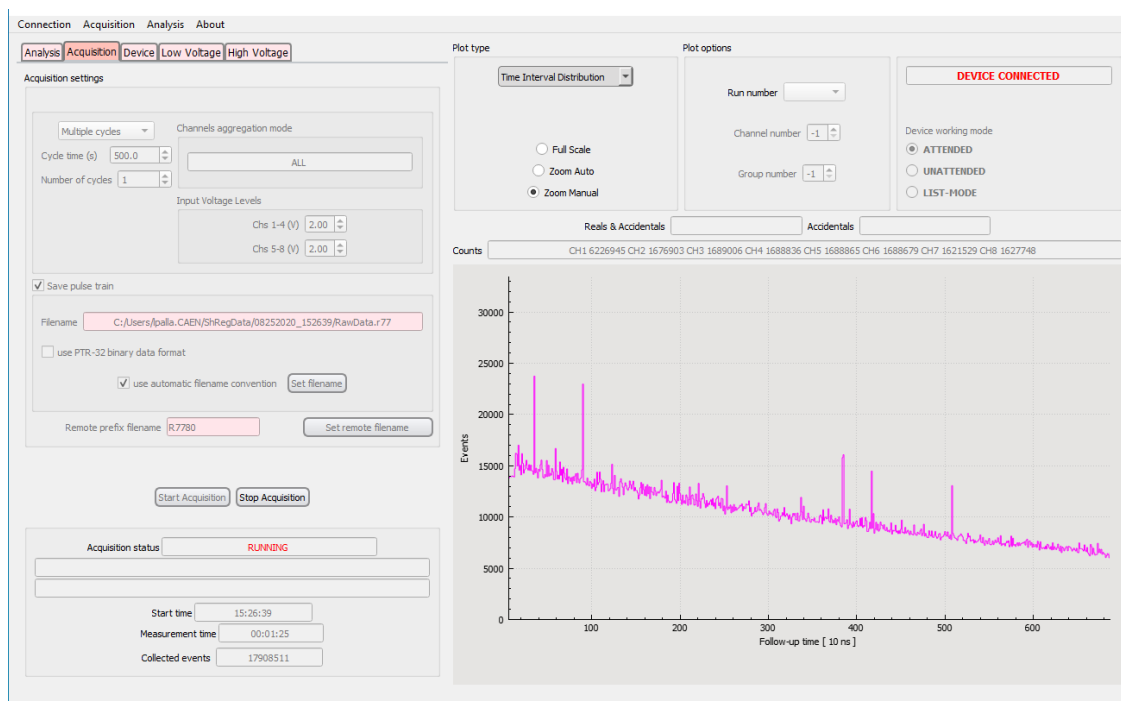 Connection Acquisition Analysis About
Analysis Acquisition Device Low Voltage High Voltage
Acquisition settings
Multiple cycles
Cycle time (s) 500.0
Number of cycles 1
Channels aggregation mode
ALL
Input Voltage Levels
Chs 1-4 (V) 2.00
Chs 5-8 (V) 2.00
Save pulse train
Filename C:/Users/lpalla.CAEN/ShRegData/08252020_152639/RawData.r77
use PTR-32 binary data format
use automatic filename convention Set filename
Remote prefix filename R7780 Set remote filename
Start Acquisition Stop Acquisition
Acquisition status RUNNING
Start time 15:26:39
Measurement time 00:01:25
Collected events 17908511
Plot type
Time Interval Distribution
Full Scale
Zoom Auto
Zoom Manual
Plot options
Run number
Channel number -1
Group number -1
DEVICE CONNECTED
Device working mode
ATTENDED
UNATTENDED
LIST-MODE
Reals & Accidentals Accidentals
Counts CH1 6226945 CH2 1676903 CH3 1689006 CH4 1688836 CH5 1688865 CH6 1688679 CH7 1621529 CH8 1627748
30000
25000
20000
15000
10000
5000
0
Events
100 200 300 400 500 600
Follow-up time [ 10 ns ]